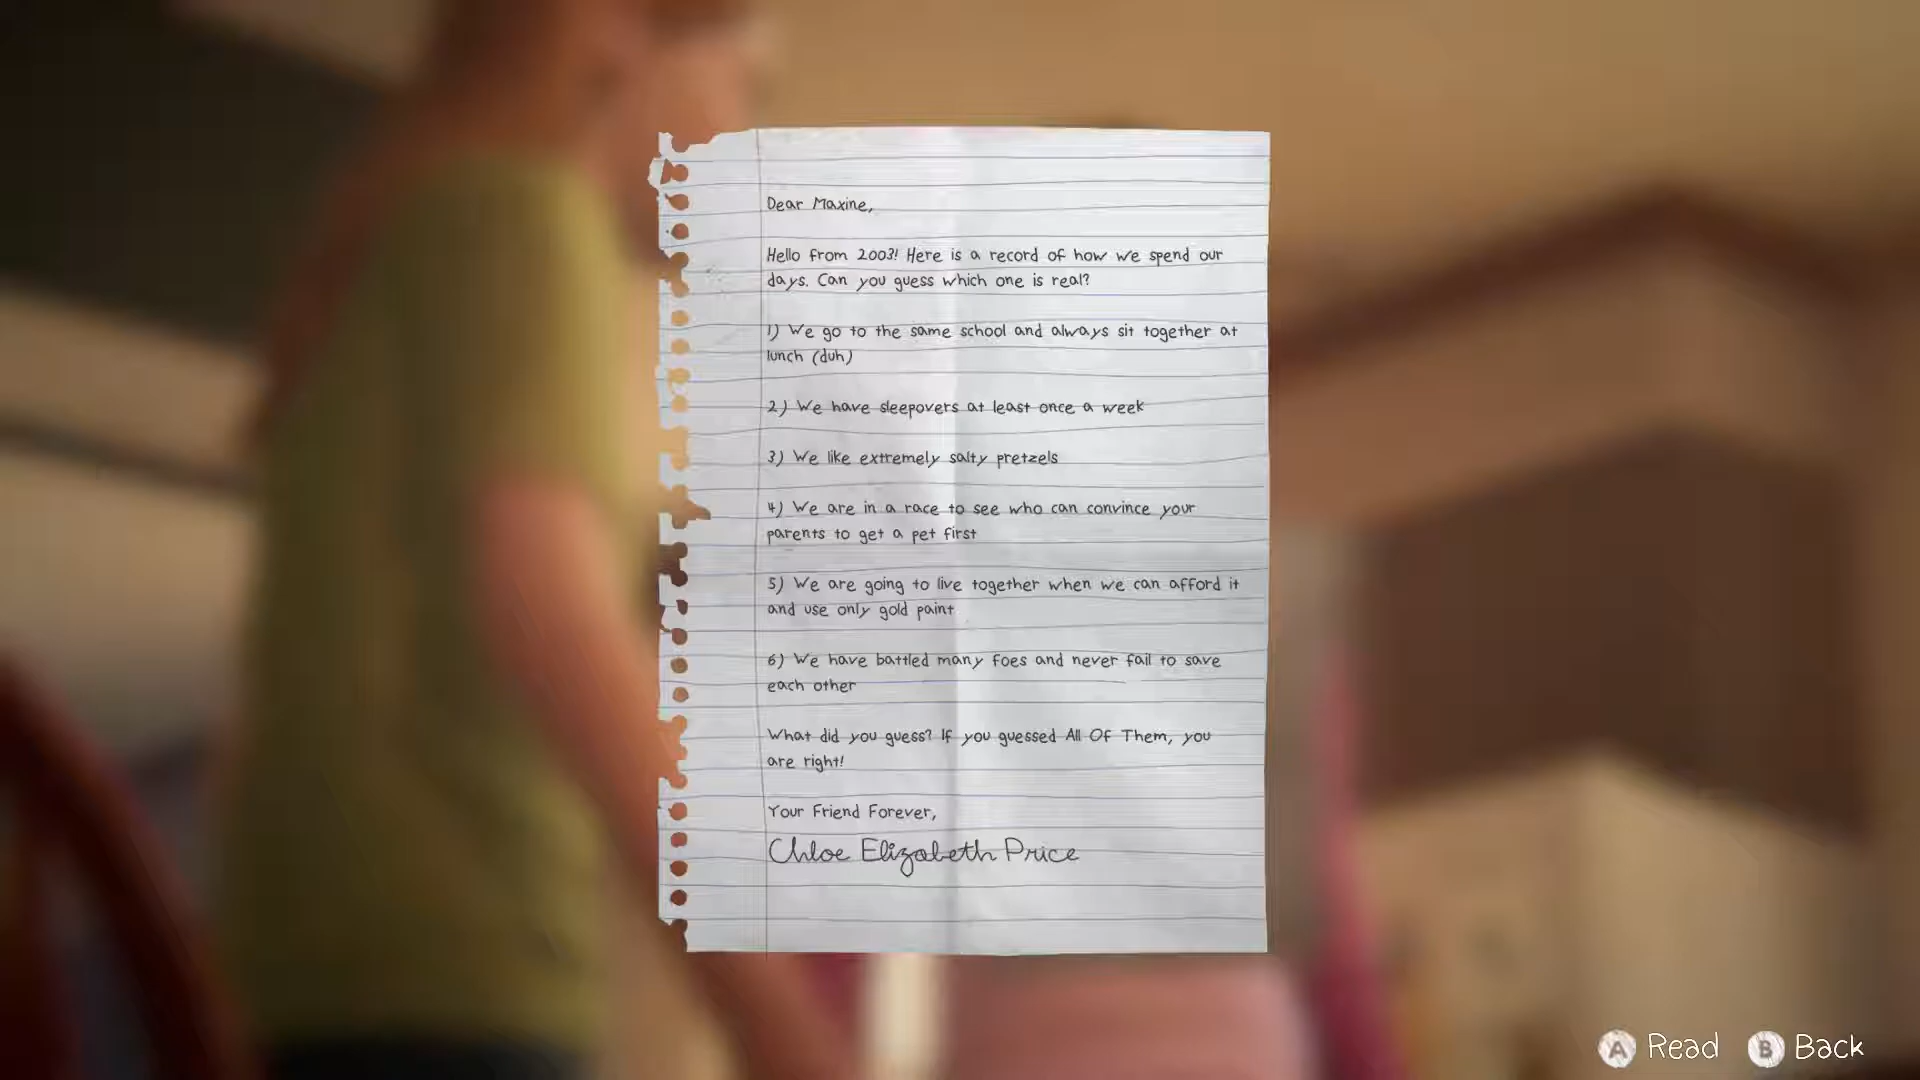 Dear Maxine,
Hello from 2003! Here is a record of how we spend our
days. Can you guess which one is real?
1) We go to the same school and always sit together at
lunch (duh)
2) We have sleepovers at least once a week
3) We like extremely salty pretzels
4) We are in a race to see who can convince your
parents to get a pet first
5) We are going to live together when we can afford it
and use only gold paint
6) We have battled many foes and never fail to save
each other
What did you guess? If you guessed All Of Them, you
are right!
Your Friend Forever,
Chloe Elizabeth Price
A Read B Back